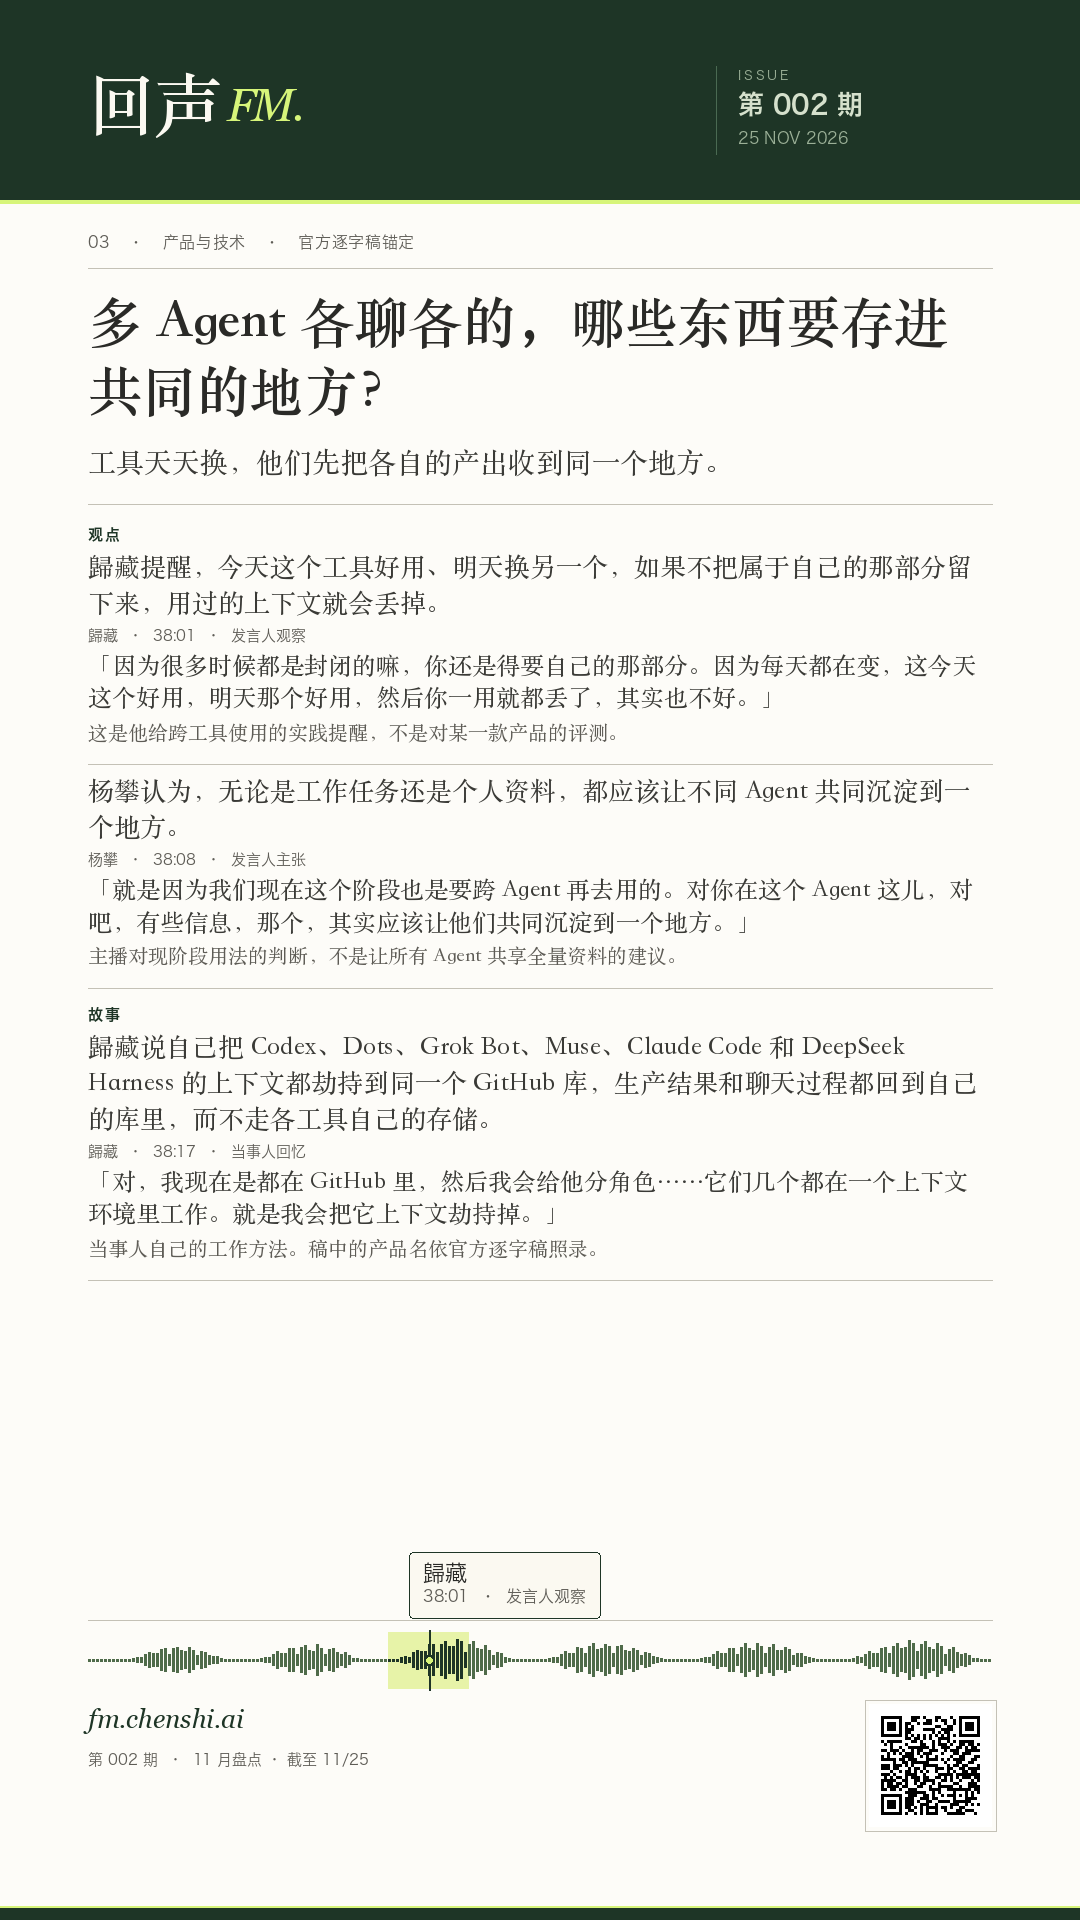 回声 FM.
ISSUE
第 002 期
25 NOV 2026
03 · 产品与技术 · 官方逐字稿锚定
多 Agent 各聊各的，哪些东西要存进
共同的地方？
工具天天换，他们先把各自的产出收到同一个地方。
观点
歸藏提醒，今天这个工具好用、明天换另一个，如果不把属于自己的那部分留
下来，用过的上下文就会丢掉。
歸藏 · 38:01 · 发言人观察
「因为很多时候都是封闭的嘛，你还是得要自己的那部分。因为每天都在变，这今天
这个好用，明天那个好用，然后你一用就都丢了，其实也不好。」
这是他给跨工具使用的实践提醒，不是对某一款产品的评测。
杨攀认为，无论是工作任务还是个人资料，都应该让不同 Agent 共同沉淀到一
个地方。
杨攀 · 38:08 · 发言人主张
「就是因为我们现在这个阶段也是要跨 Agent 再去用的。对你在这个 Agent 这儿，对
吧，有些信息，那个，其实应该让他们共同沉淀到一个地方。」
主播对现阶段用法的判断，不是让所有 Agent 共享全量资料的建议。
故事
歸藏说自己把 Codex、Dots、Grok Bot、Muse、Claude Code 和 DeepSeek
Harness 的上下文都劫持到同一个 GitHub 库，生产结果和聊天过程都回到自己
的库里，而不走各工具自己的存储。
歸藏 · 38:17 · 当事人回忆
「对，我现在是都在 GitHub 里，然后我会给他分角色……它们几个都在一个上下文
环境里工作。就是我会把它上下文劫持掉。」
当事人自己的工作方法。稿中的产品名依官方逐字稿照录。
歸藏
38:01 · 发言人观察
fm.chenshi.ai
第 002 期 · 11 月盘点 · 截至 11/25